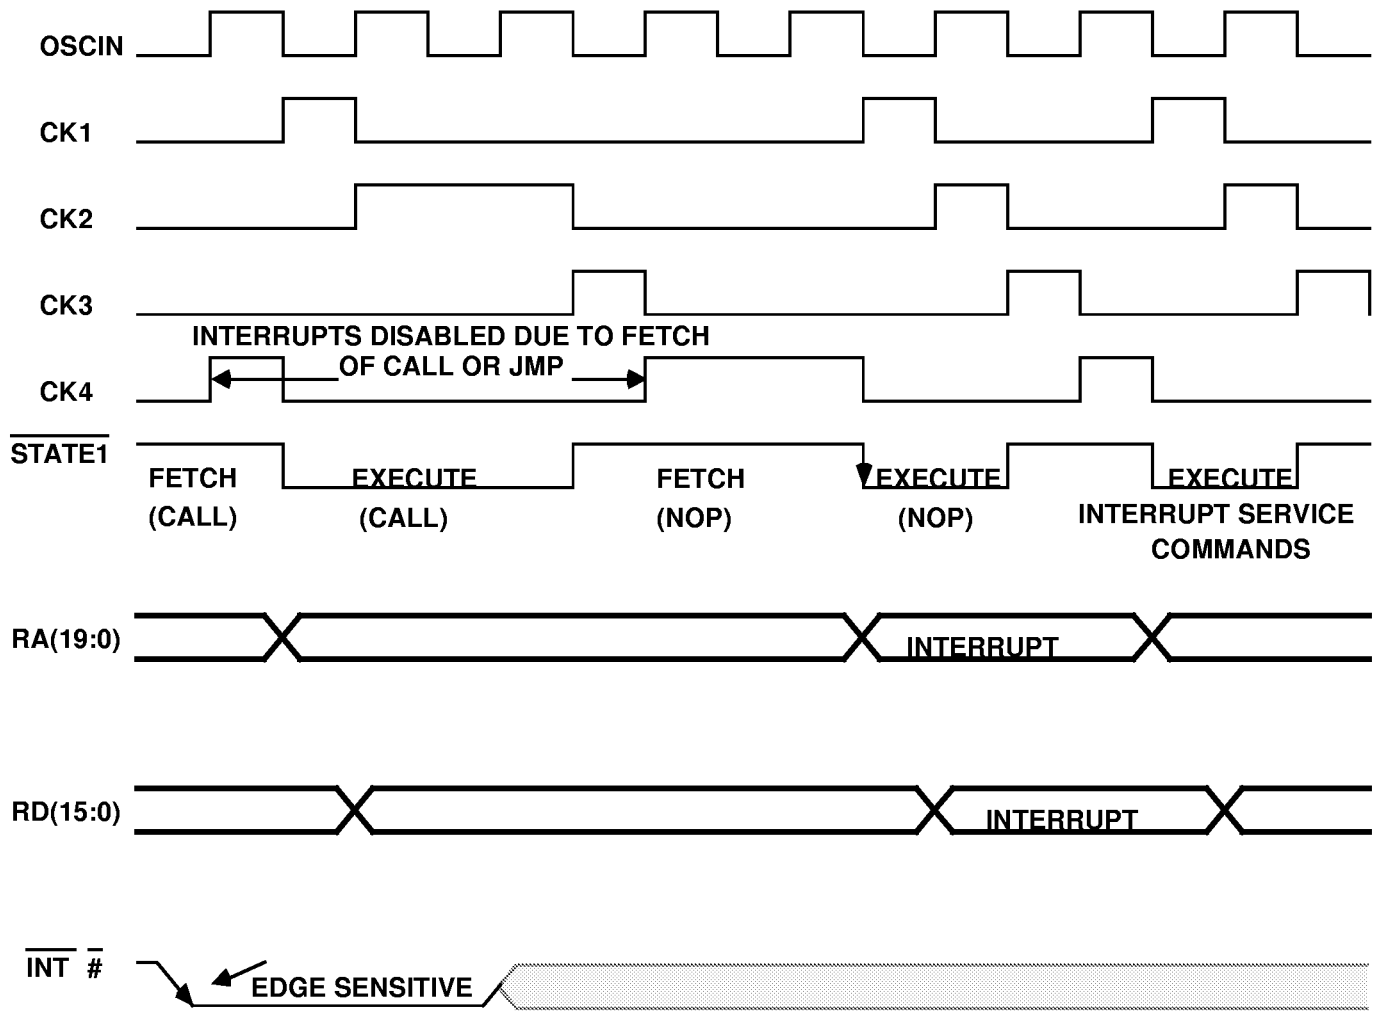 OSCIN
CK1
CK2
CK3
INTERRUPTS DISABLED DUE TO FETCH
OF CALL OR JMP
CK4
STATE1
FETCH EXECUTE FETCH EXECUTE EXECUTE
(CALL) (CALL) (NOP) (NOP) INTERRUPT SERVICE
COMMANDS
RA(19:0) INTERRUPT
RD(15:0) INTERRUPT
INT # EDGE SENSITIVE